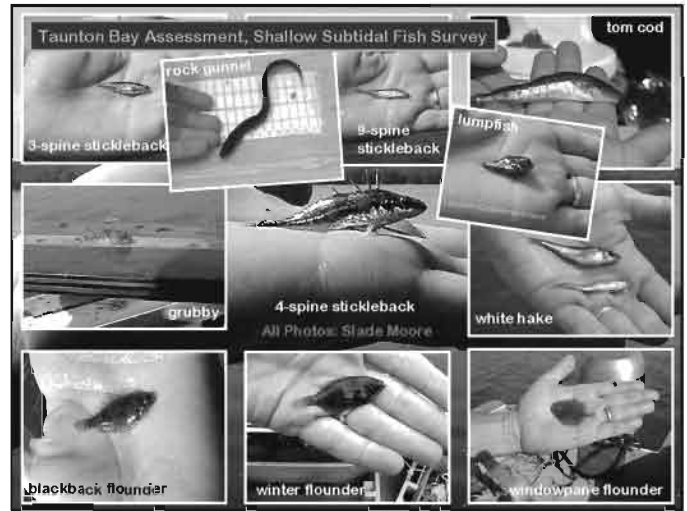 Taunton Bay Assessment, Shallow Subtidal Fish Survey
tom cod
rock gunnel
3-spine stickleback
9-spine
stickleback
lumpfish
grubby
4-spine stickleback
All Photos: Slade Moore
white hake
blackback flounder
winter flounder
windowpane flounder